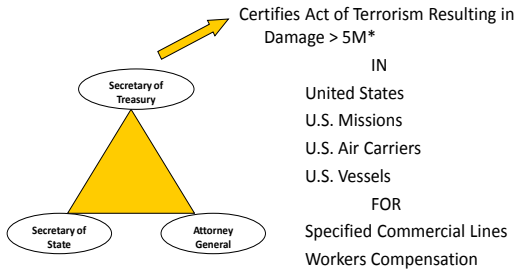 Certifies Act of Terrorism Resulting in
Damage > 5M*
IN
United States
U.S. Missions
U.S. Air Carriers
U.S. Vessels
FOR
Specified Commercial Lines
Workers Compensation
Secretary of
Treasury
Secretary of
State
Attorney
General